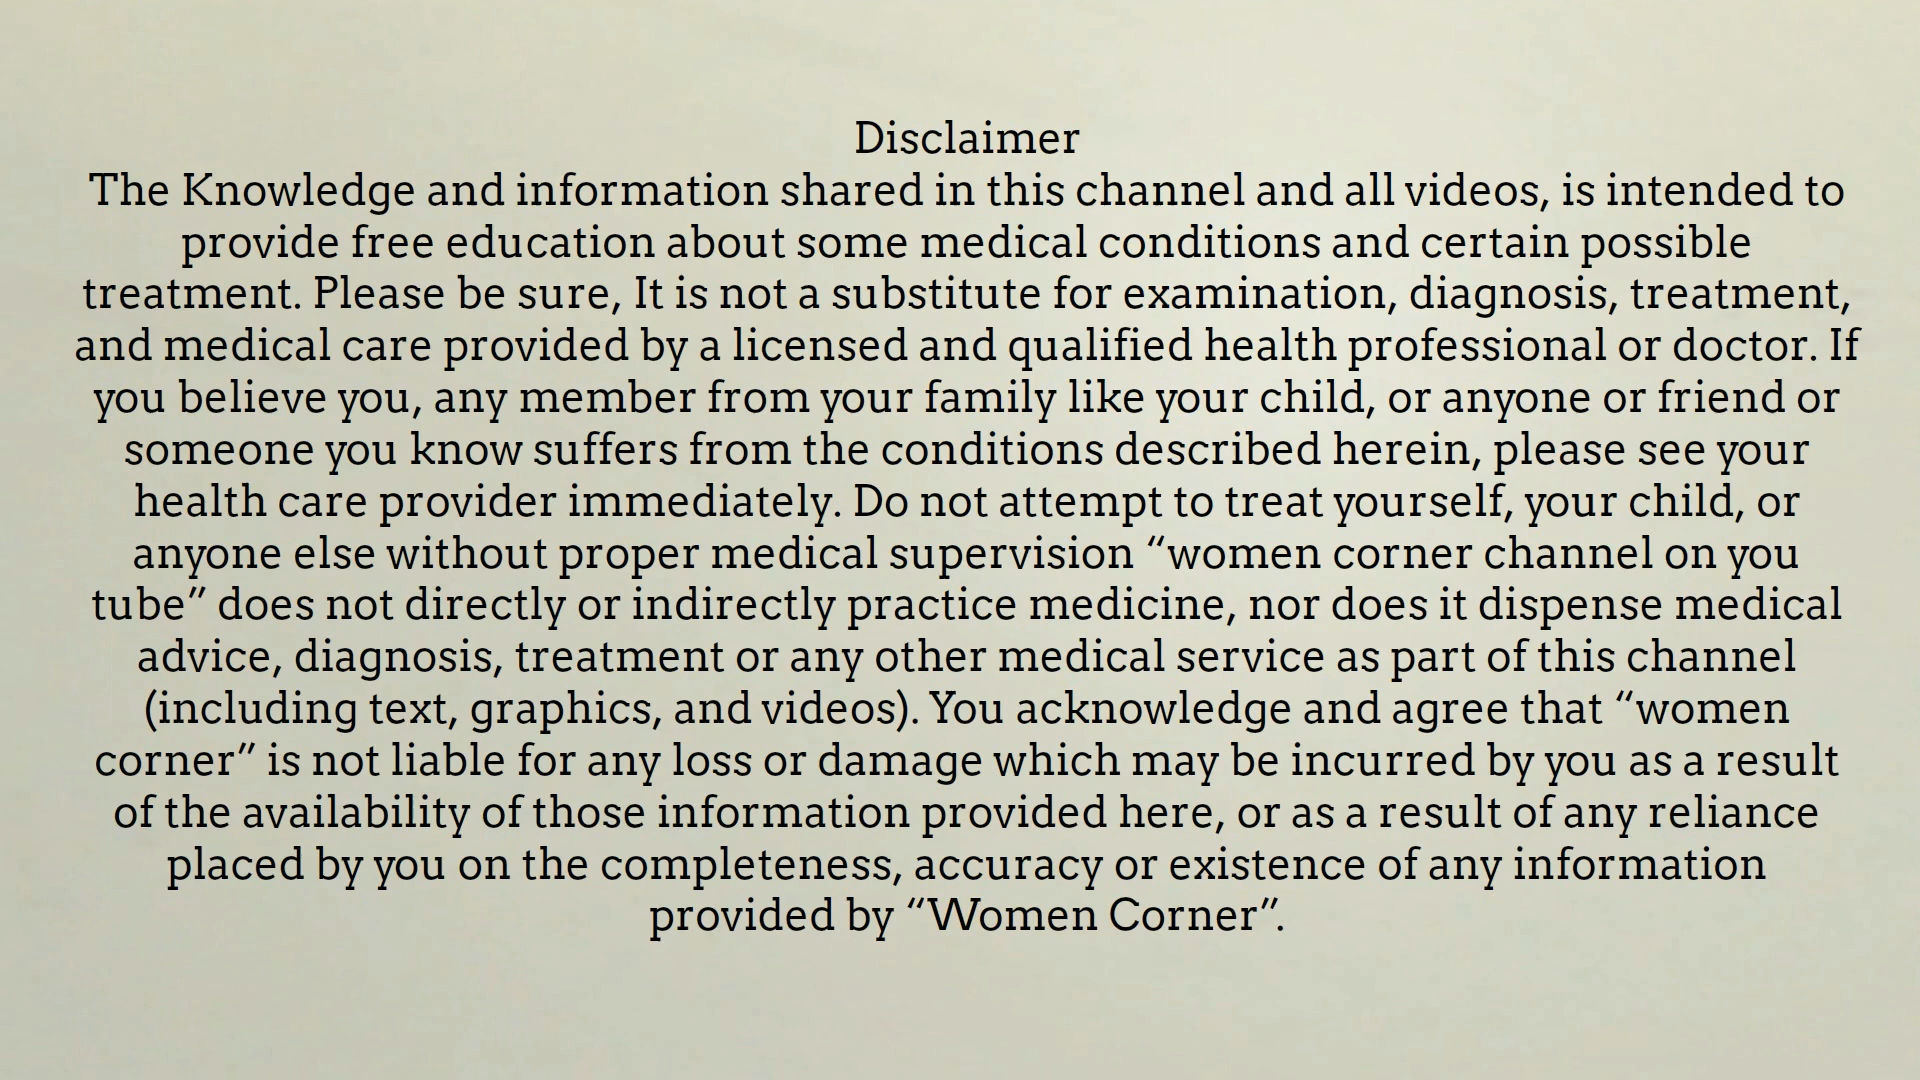 Disclaimer
The Knowledge and information shared in this channel and all videos, is intended to
provide free education about some medical conditions and certain possible
treatment. Please be sure, It is not a substitute for examination, diagnosis, treatment,
and medical care provided by a licensed and qualified health professional or doctor. If
you believe you, any member from your family like your child, or anyone or friend or
someone you know suffers from the conditions described herein, please see your
health care provider immediately. Do not attempt to treat yourself, your child, or
anyone else without proper medical supervision “women corner channel on you
tube” does not directly or indirectly practice medicine, nor does it dispense medical
advice, diagnosis, treatment or any other medical service as part of this channel
(including text, graphics, and videos). You acknowledge and agree that “women
corner” is not liable for any loss or damage which may be incurred by you as a result
of the availability of those information provided here, or as a result of any reliance
placed by you on the completeness, accuracy or existence of any information
provided by “Women Corner”.